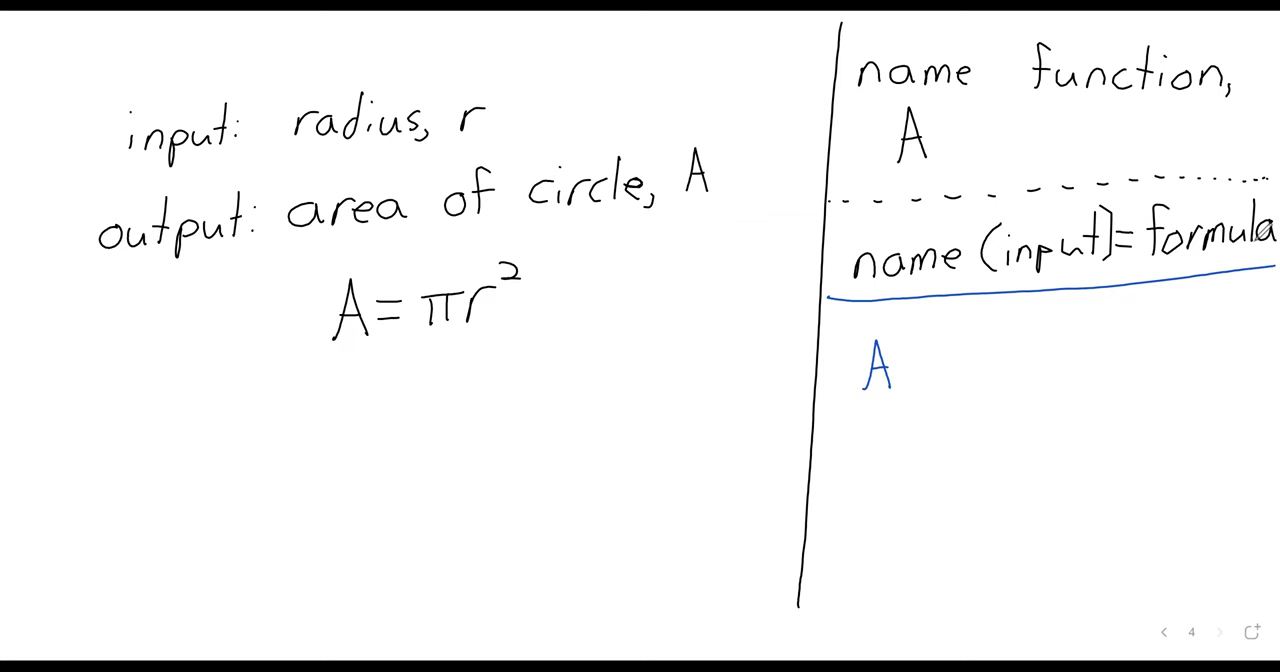 input: radius, r
output: area of circle, A
A = πr²
name function,
A
name (input) = formula
A
4